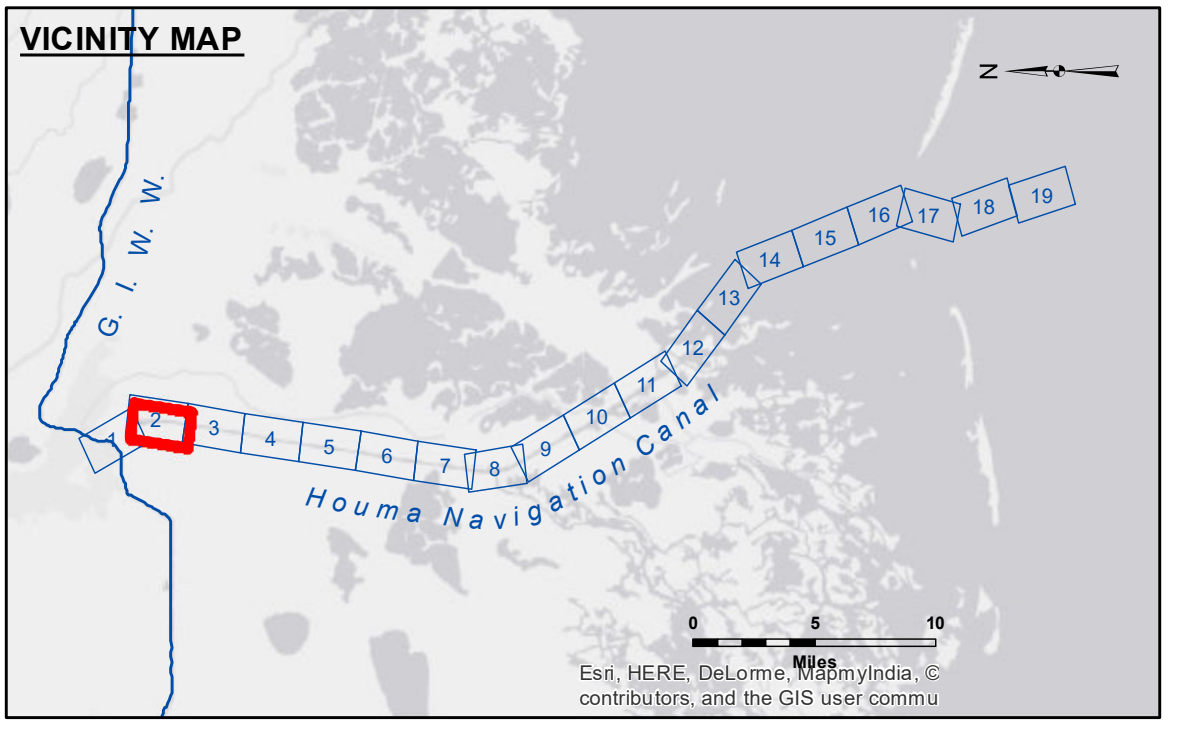 VICINITY MAP
N
G. I. W. W.
1
2
3
4
5
6
7
8
9
10
11
12
13
14
15
16
17
18
19
Houma Navigation Canal
0 5 10
Miles
Esri, HERE, DeLorme, MapmyIndia, ©
contributors, and the GIS user commu